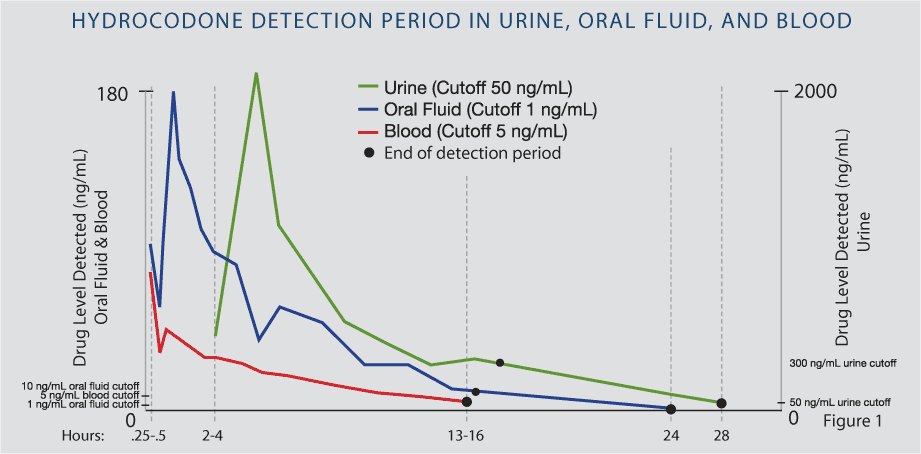 HYDROCODONE DETECTION PERIOD IN URINE, ORAL FLUID, AND BLOOD
180
2000
Urine (Cutoff 50 ng/mL)
Oral Fluid (Cutoff 1 ng/mL)
Blood (Cutoff 5 ng/mL)
End of detection period
Drug Level Detected (ng/mL)
Oral Fluid & Blood
Drug Level Detected (ng/mL)
Urine
300 ng/mL urine cutoff
10 ng/mL oral fluid cutoff
5 ng/mL blood cutoff
1 ng/mL oral fluid cutoff
50 ng/mL urine cutoff
0
0
Figure 1
Hours: .25-.5 2-4 13-16 24 28